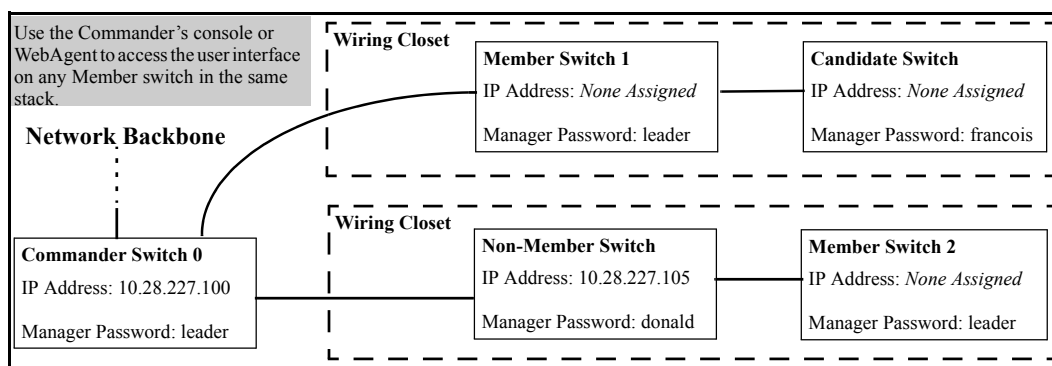 Use the Commander's console or
WebAgent to access the user interface
on any Member switch in the same
stack.
Network Backbone
Commander Switch 0
IP Address: 10.28.227.100
Manager Password: leader
Wiring Closet
Member Switch 1
IP Address: None Assigned
Manager Password: leader
Candidate Switch
IP Address: None Assigned
Manager Password: francois
Wiring Closet
Non-Member Switch
IP Address: 10.28.227.105
Manager Password: donald
Member Switch 2
IP Address: None Assigned
Manager Password: leader